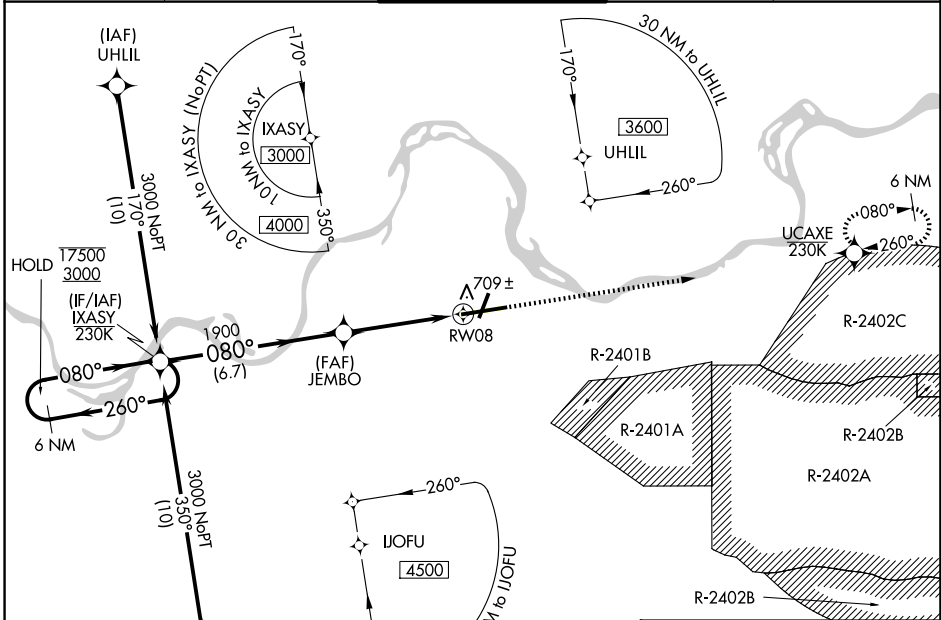 (IAF)
UHLIL
3000 NoPT
170°
(10)
30 NM to IXASY (NoPT)
10NM to IXASY
170°
IXASY
3000
4000
350°
30 NM to UHLIL
170°
3600
UHLIL
260°
6 NM
080°
260°
UCAXE
230K
HOLD
17500
3000
(IF/IAF)
IXASY
230K
080°
260°
6 NM
1900
080°
(6.7)
(FAF)
JEMBO
709 ±
RW08
R-2402C
R-2401B
R-2401A
R-2402B
R-2402A
3000 NoPT
350°
(10)
260°
IJOFU
4500
M to IJOFU
R-2402B